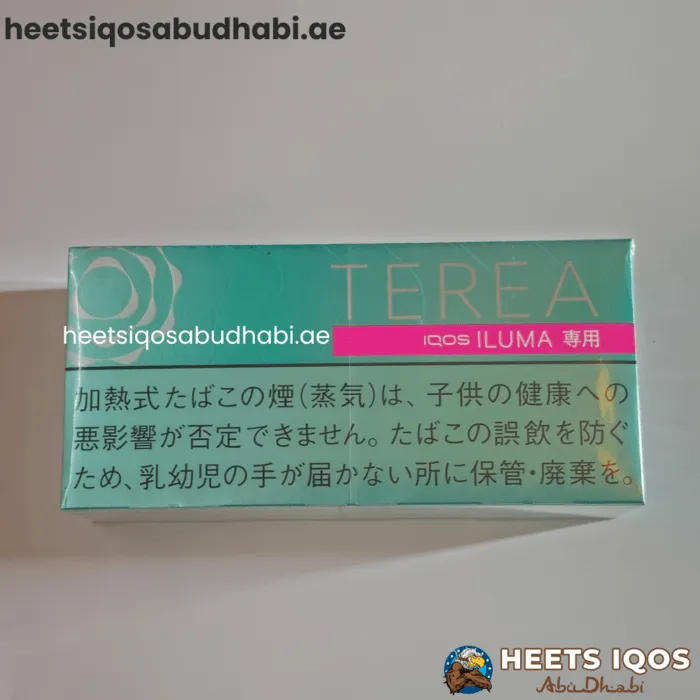 heetsiqosabudhabi.ae
TEREA
heetsiqosabudhabi.ae
IQOS ILUMA 専用
加熱式たばこの煙(蒸気)は、子供の健康への
悪影響が否定できません。たばこの誤飲を防ぐ
ため、乳幼児の手が届かない所に保管・廃棄を。
HEETS IQOS
Abu Dhabi